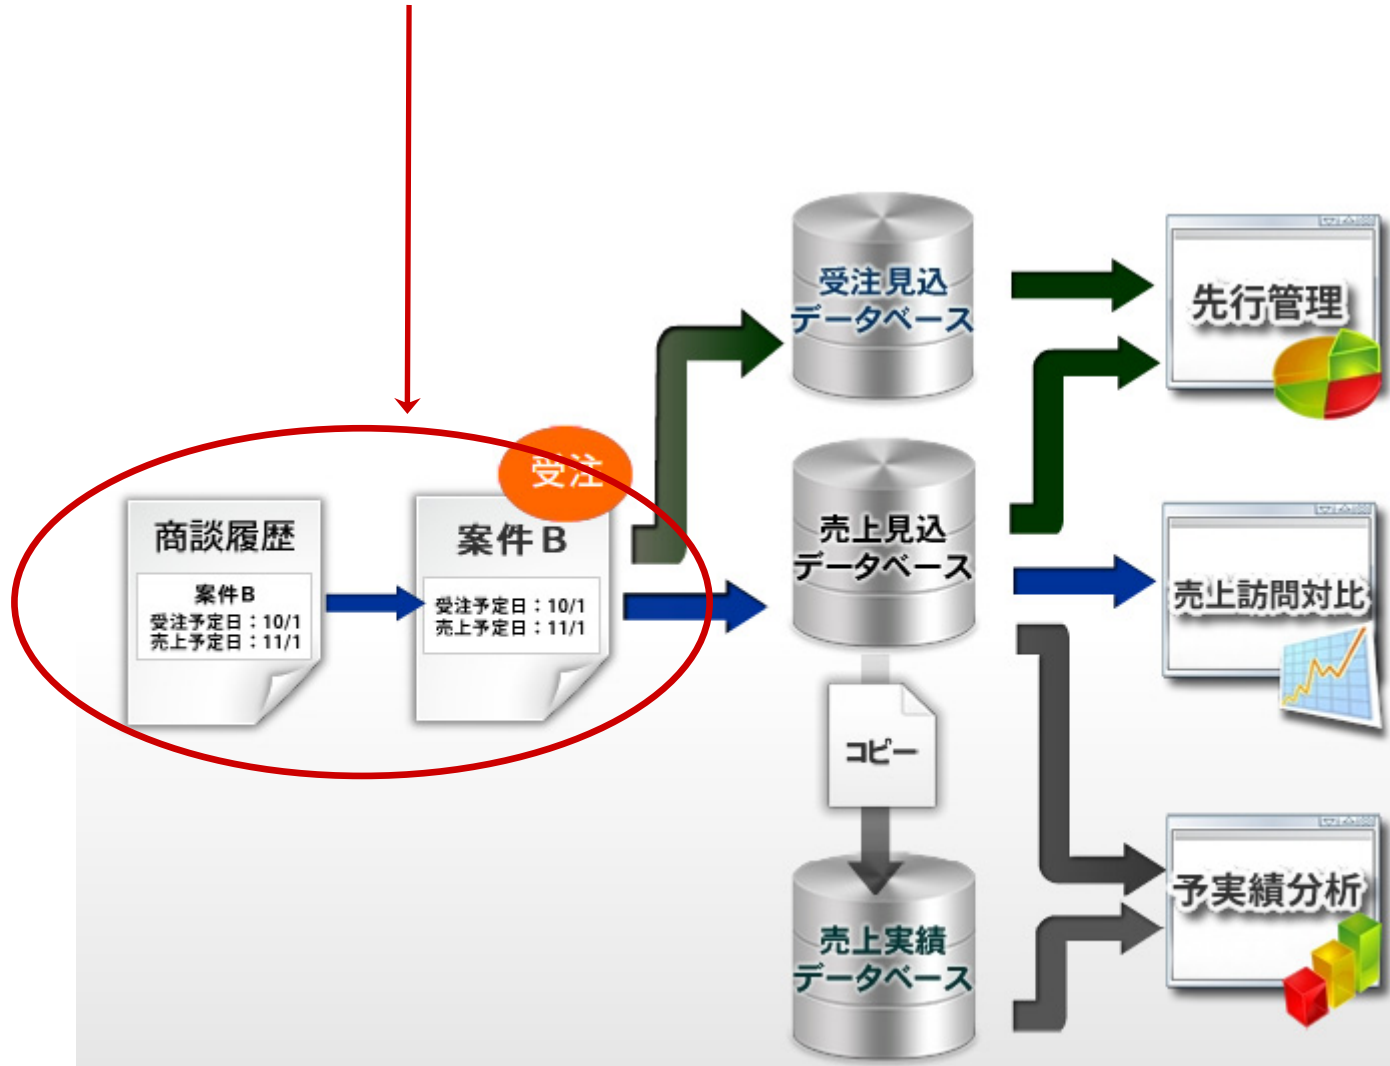 受注見込
データベース
先行管理
受注
商談履歴
案件B
受注予定日：10/1
売上予定日：11/1
案件B
受注予定日：10/1
売上予定日：11/1
売上見込
データベース
売上訪問対比
コピー
売上実績
データベース
予実績分析